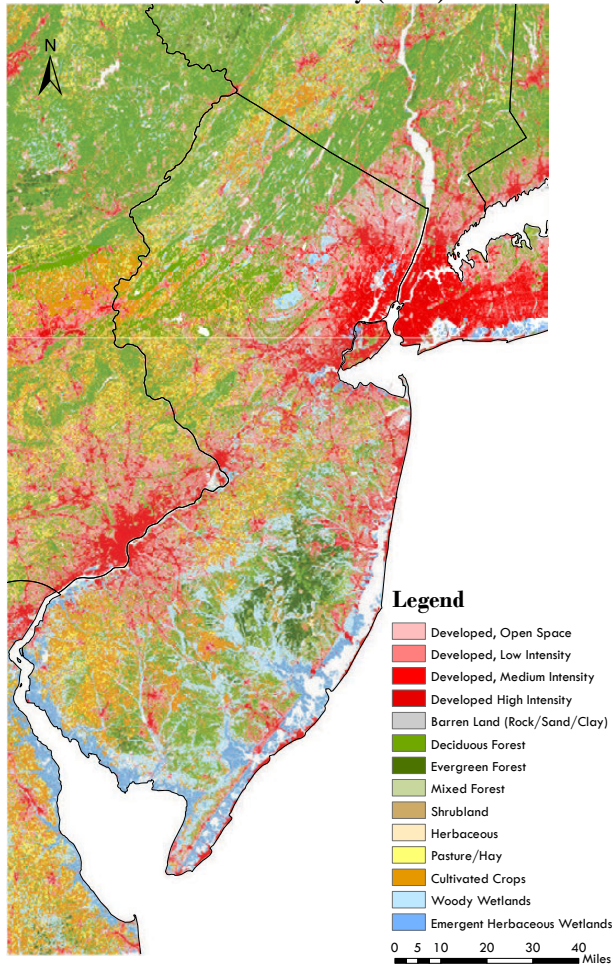 N
Legend
Developed, Open Space
Developed, Low Intensity
Developed, Medium Intensity
Developed High Intensity
Barren Land (Rock/Sand/Clay)
Deciduous Forest
Evergreen Forest
Mixed Forest
Shrubland
Herbaceous
Pasture/Hay
Cultivated Crops
Woody Wetlands
Emergent Herbaceous Wetlands
0 5 10 20 30 40
Miles